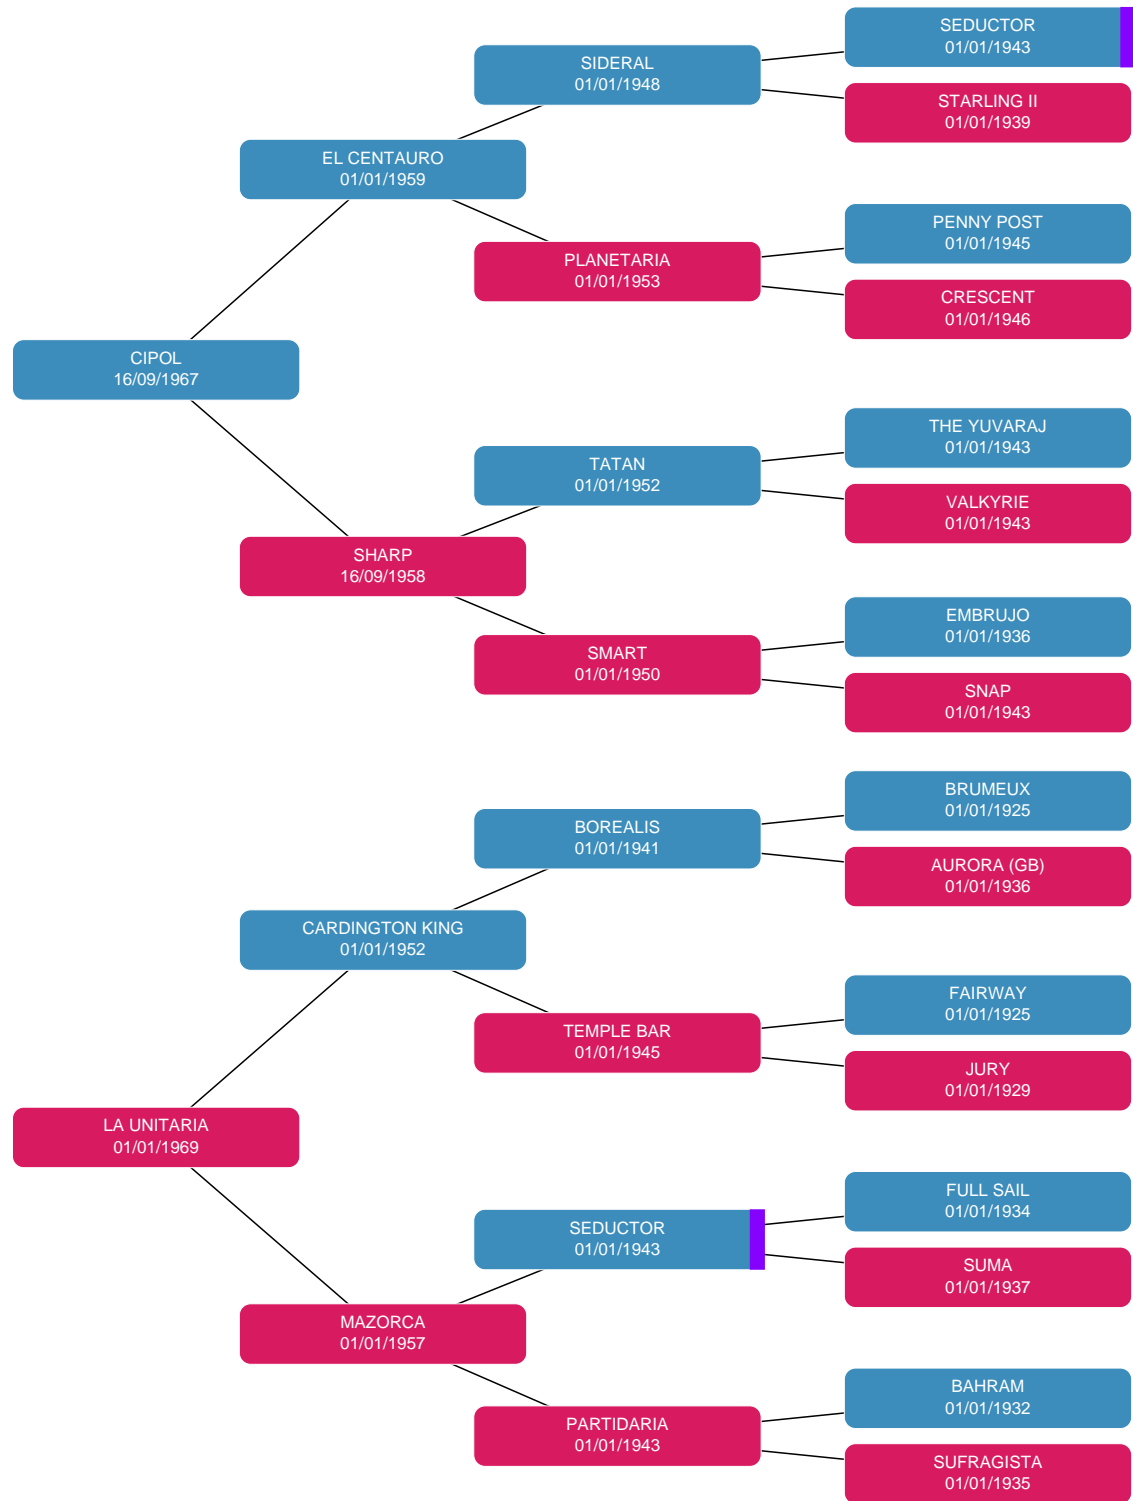 SEDUCTOR
01/01/1943
SIDERAL
01/01/1948
STARLING II
01/01/1939
EL CENTAURO
01/01/1959
PENNY POST
01/01/1945
PLANETARIA
01/01/1953
CRESCENT
01/01/1946
CIPOL
16/09/1967
THE YUVARAJ
01/01/1943
TATAN
01/01/1952
VALKYRIE
01/01/1943
SHARP
16/09/1958
EMBRUJO
01/01/1936
SMART
01/01/1950
SNAP
01/01/1943
BRUMEUX
01/01/1925
BOREALIS
01/01/1941
AURORA (GB)
01/01/1936
CARDINGTON KING
01/01/1952
FAIRWAY
01/01/1925
TEMPLE BAR
01/01/1945
JURY
01/01/1929
LA UNITARIA
01/01/1969
FULL SAIL
01/01/1934
SEDUCTOR
01/01/1943
SUMA
01/01/1937
MAZORCA
01/01/1957
BAHRAM
01/01/1932
PARTIDARIA
01/01/1943
SUFRAGISTA
01/01/1935